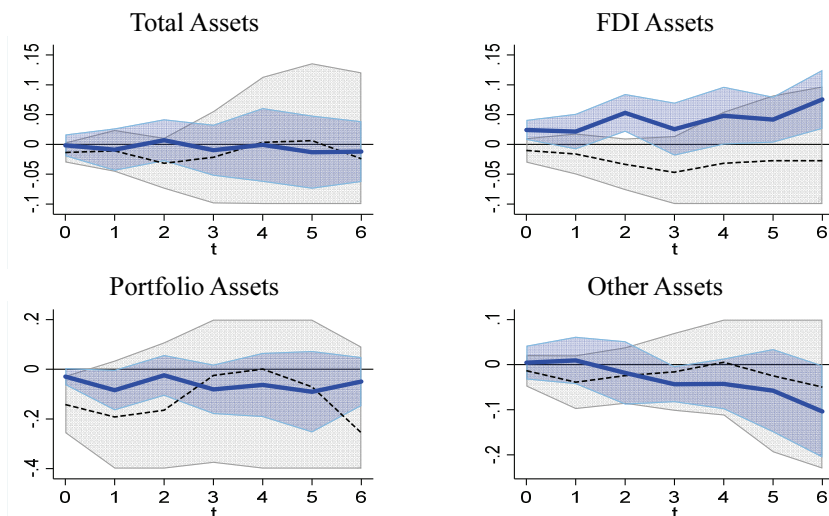 Total Assets
FDI Assets
.15
.1
.05
0
-.05
-.1
0 1 2 3 4 5 6
t
.15
.1
.05
0
-.05
-.1
0 1 2 3 4 5 6
t
Portfolio Assets
Other Assets
.2
0
-.2
-.4
0 1 2 3 4 5 6
t
.1
0
-.1
-.2
0 1 2 3 4 5 6
t